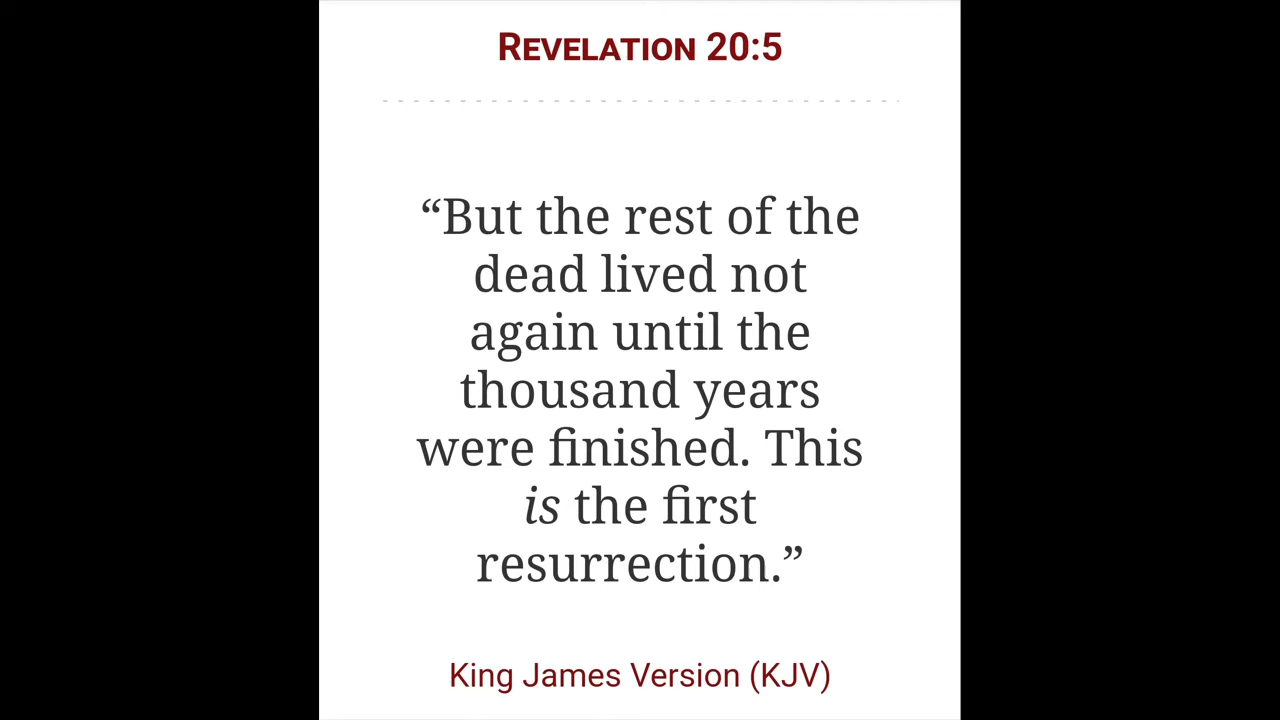 Revelation 20:5
“But the rest of the
dead lived not
again until the
thousand years
were finished. This
is the first
resurrection.”
King James Version (KJV)